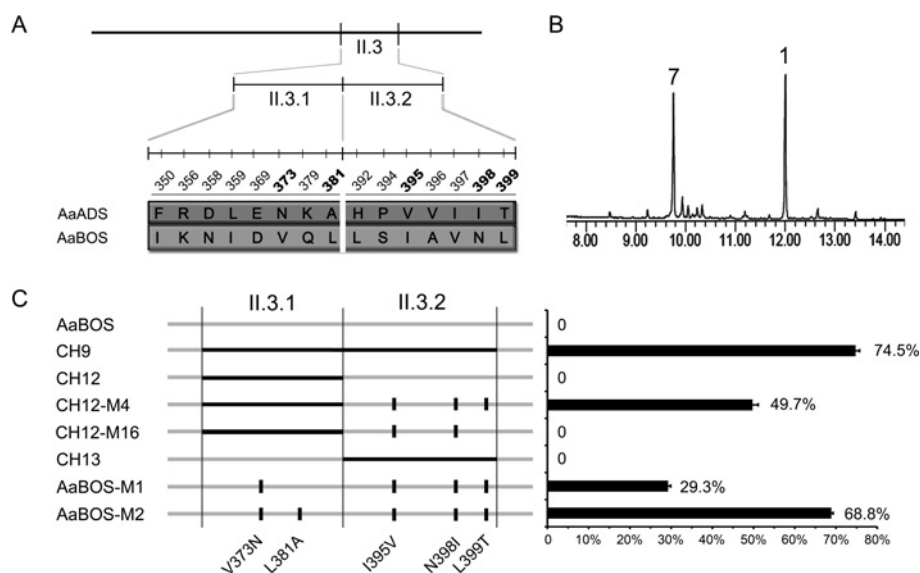 A
II.3
II.3.1 II.3.2
350 356 358 359 369 373 379 381 392 394 395 396 397 398 399
AaADS F R D L E N K A H P V V I I T
AaBOS I K N I D V Q L L S I A V N L
B
7 1
8.00 9.00 10.00 11.00 12.00 13.00 14.00
C
II.3.1 II.3.2
AaBOS 0
CH9 74.5%
CH12 0
CH12-M4 49.7%
CH12-M16 0
CH13 0
AaBOS-M1 29.3%
AaBOS-M2 68.8%
V373N L381A I395V N398I L399T
0% 10% 20% 30% 40% 50% 60% 70% 80%